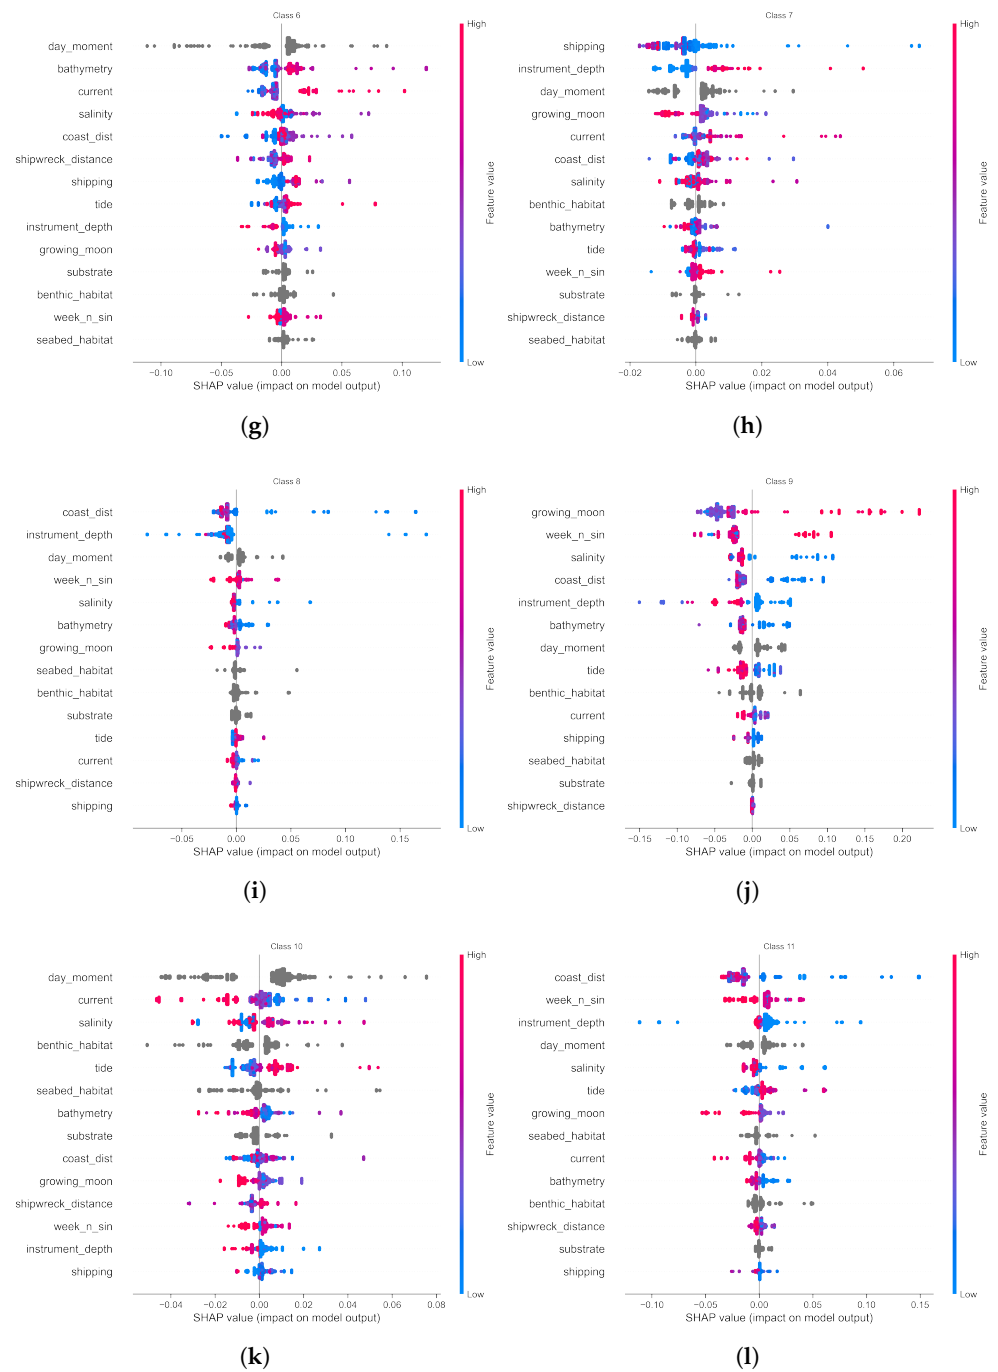 Class 6
High
day_moment
bathymetry
current
salinity
coast_dist
shipwreck_distance
shipping
tide
instrument_depth
growing_moon
substrate
benthic_habitat
week_n_sin
seabed_habitat
Feature value
Low
−0.10 −0.05 0.00 0.05 0.10
SHAP value (impact on model output)
(g)
Class 7
High
shipping
instrument_depth
day_moment
growing_moon
current
coast_dist
salinity
benthic_habitat
bathymetry
tide
week_n_sin
substrate
shipwreck_distance
seabed_habitat
Feature value
Low
−0.02 0.00 0.02 0.04 0.06
SHAP value (impact on model output)
(h)
Class 8
High
coast_dist
instrument_depth
day_moment
week_n_sin
salinity
bathymetry
growing_moon
seabed_habitat
benthic_habitat
substrate
tide
current
shipwreck_distance
shipping
Feature value
Low
−0.05 0.00 0.05 0.10 0.15
SHAP value (impact on model output)
(i)
Class 9
High
growing_moon
week_n_sin
salinity
coast_dist
instrument_depth
bathymetry
day_moment
tide
benthic_habitat
current
shipping
seabed_habitat
substrate
shipwreck_distance
Feature value
Low
−0.15 −0.10 −0.05 0.00 0.05 0.10 0.15 0.20
SHAP value (impact on model output)
(j)
Class 10
High
day_moment
current
salinity
benthic_habitat
tide
seabed_habitat
bathymetry
substrate
coast_dist
growing_moon
shipwreck_distance
week_n_sin
instrument_depth
shipping
Feature value
Low
−0.04 −0.02 0.00 0.02 0.04 0.06 0.08
SHAP value (impact on model output)
(k)
Class 11
High
coast_dist
week_n_sin
instrument_depth
day_moment
salinity
tide
growing_moon
seabed_habitat
current
bathymetry
benthic_habitat
shipwreck_distance
substrate
shipping
Feature value
Low
−0.10 −0.05 0.00 0.05 0.10 0.15
SHAP value (impact on model output)
(l)